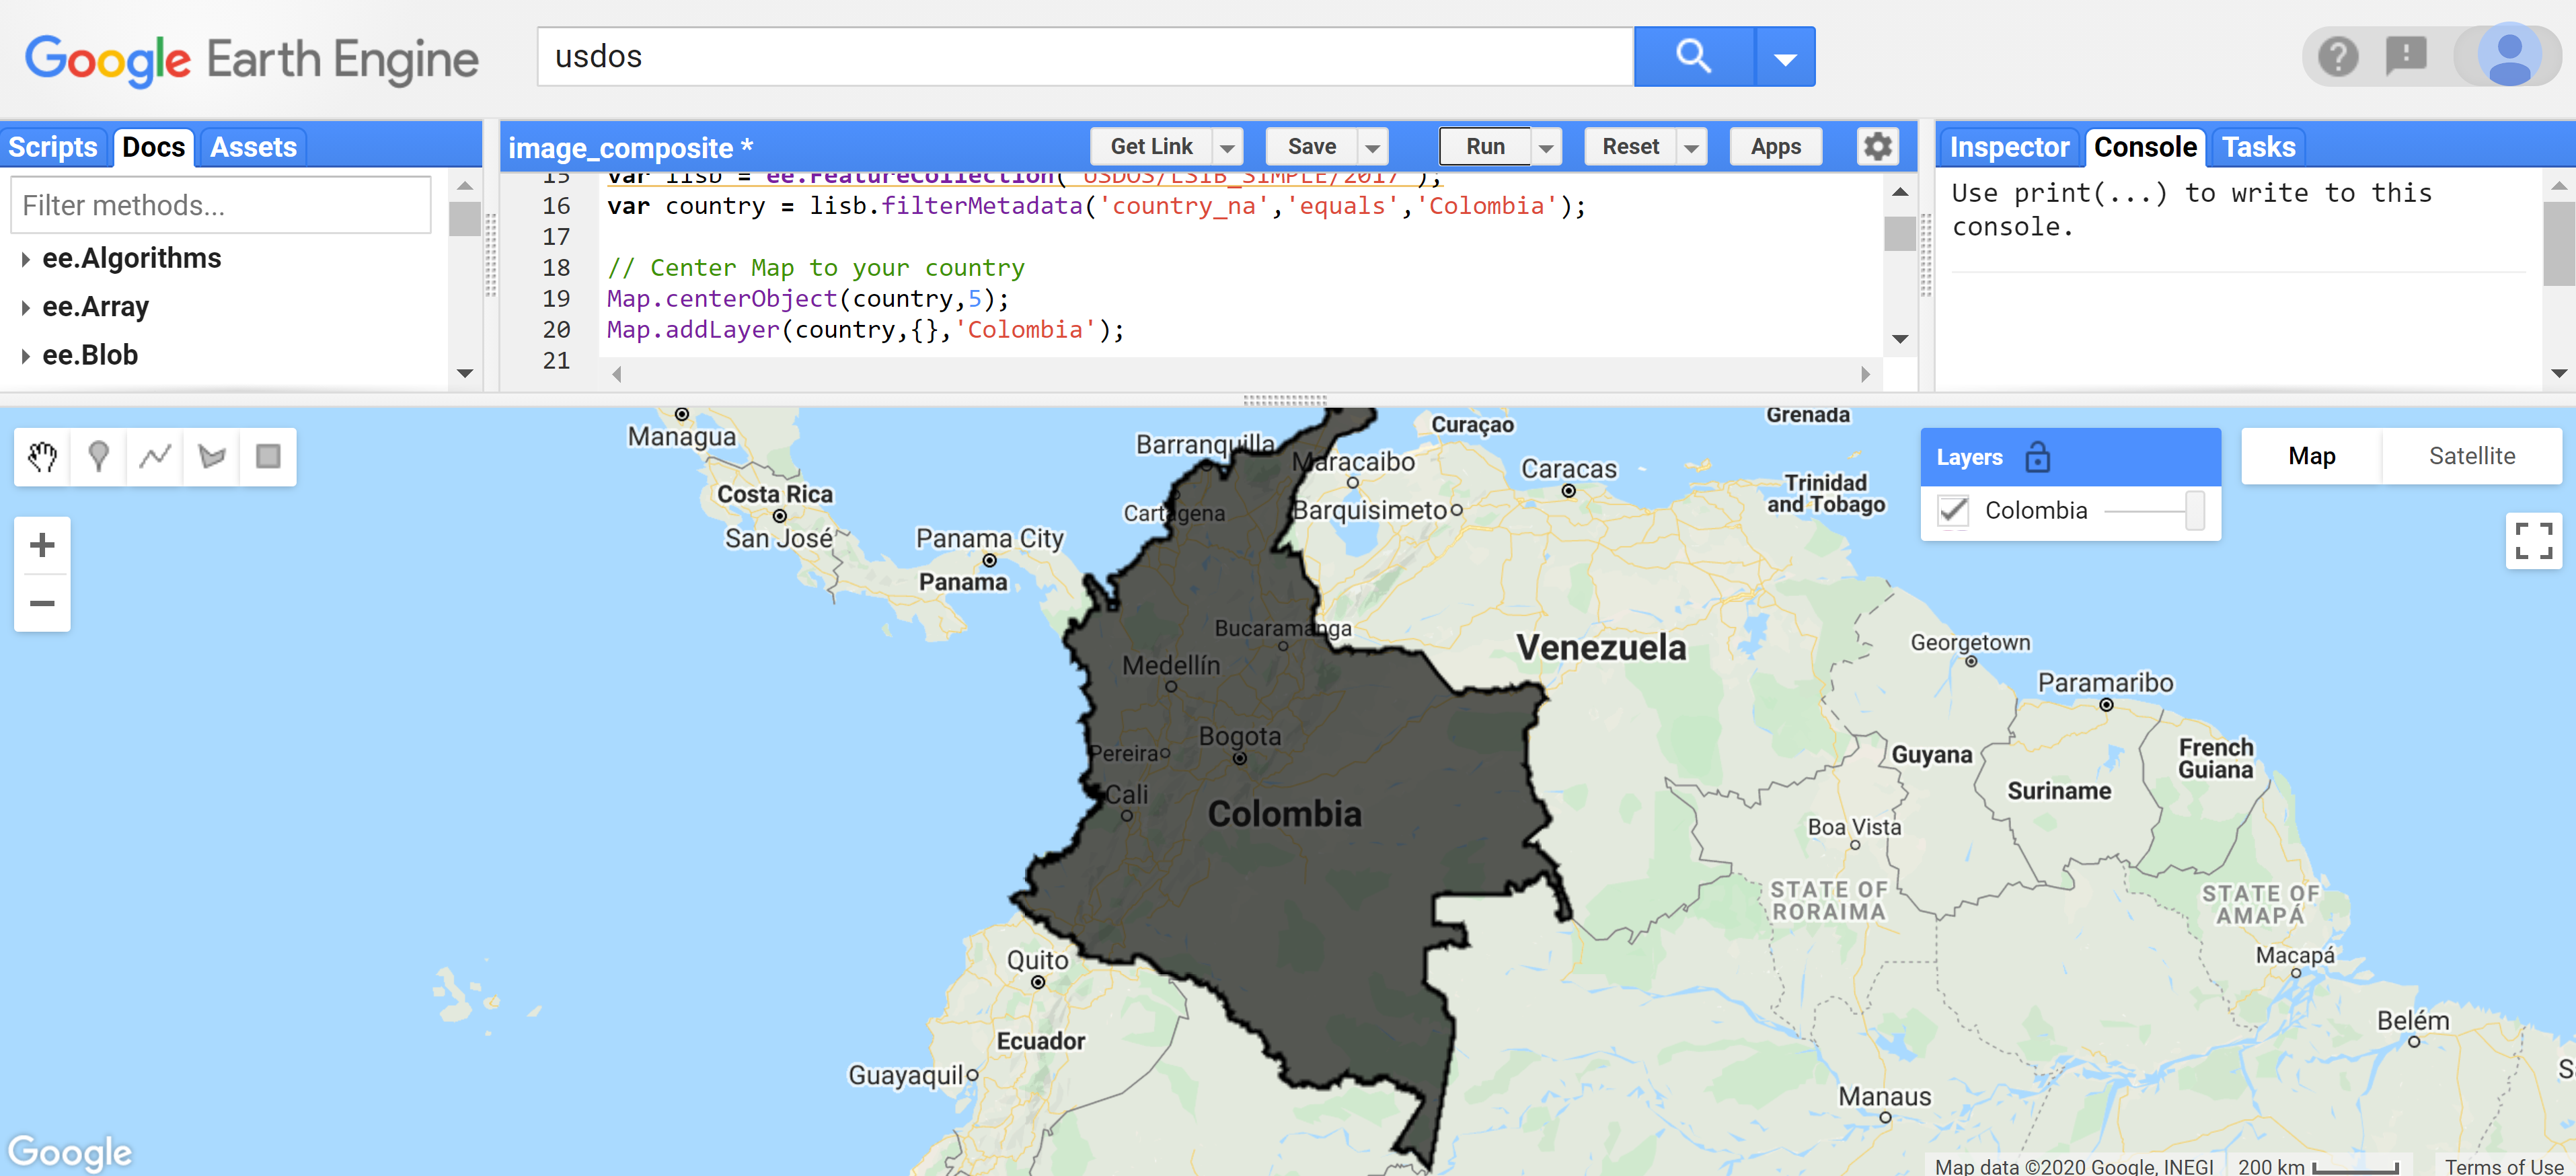 Google Earth Engine
usdos
Scripts Docs Assets
Filter methods...
ee.Algorithms
ee.Array
ee.Blob
image_composite *
Get Link Save Run Reset Apps
15 var lisb = ee.FeatureCollection("USDOS/LSIB_SIMPLE/2017");
16 var country = lisb.filterMetadata('country_na','equals','Colombia');
17
18 // Center Map to your country
19 Map.centerObject(country,5);
20 Map.addLayer(country,{},'Colombia');
21
Inspector Console Tasks
Use print(...) to write to this
console.
Layers
Colombia
Map Satellite
Managua
Costa Rica
San José
Panama City
Panama
Barranquilla
Cartagena
Maracaibo
Barquisimeto
Curaçao
Caracas
Grenada
Trinidad
and Tobago
Bucaramanga
Medellín
Pereira
Bogota
Cali
Colombia
Venezuela
Georgetown
Paramaribo
Guyana
Suriname
French
Guiana
Boa Vista
STATE OF
RORAIMA
STATE OF
AMAPÁ
Macapá
Belém
Manaus
Quito
Ecuador
Guayaquil
S
Google
Map data ©2020 Google, INEGI 200 km Terms of Use